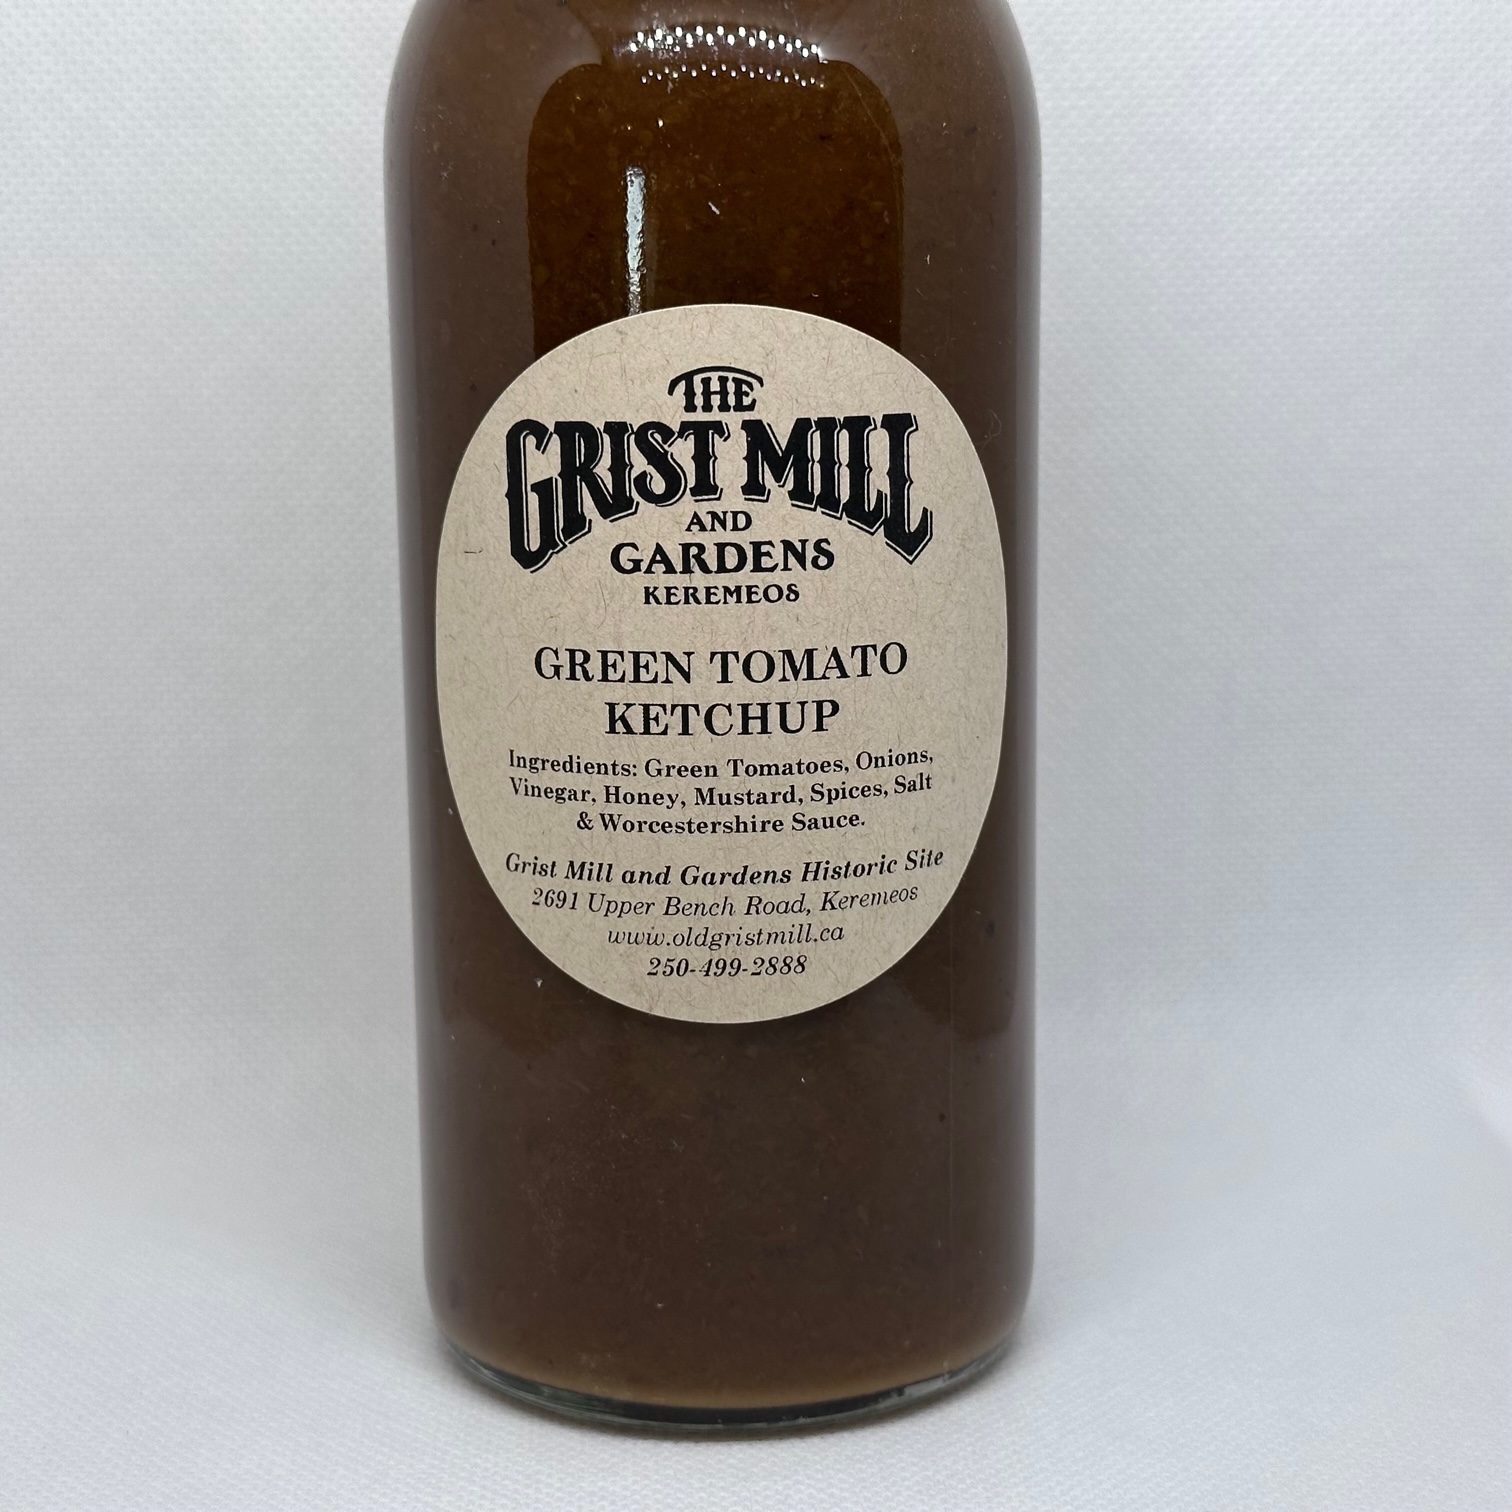 THE
GRIST MILL
AND
GARDENS
KEREMEOS
GREEN TOMATO
KETCHUP
Ingredients: Green Tomatoes, Onions,
Vinegar, Honey, Mustard, Spices, Salt
& Worcestershire Sauce.
Grist Mill and Gardens Historic Site
2691 Upper Bench Road, Keremeos
www.oldgristmill.ca
250-499-2888